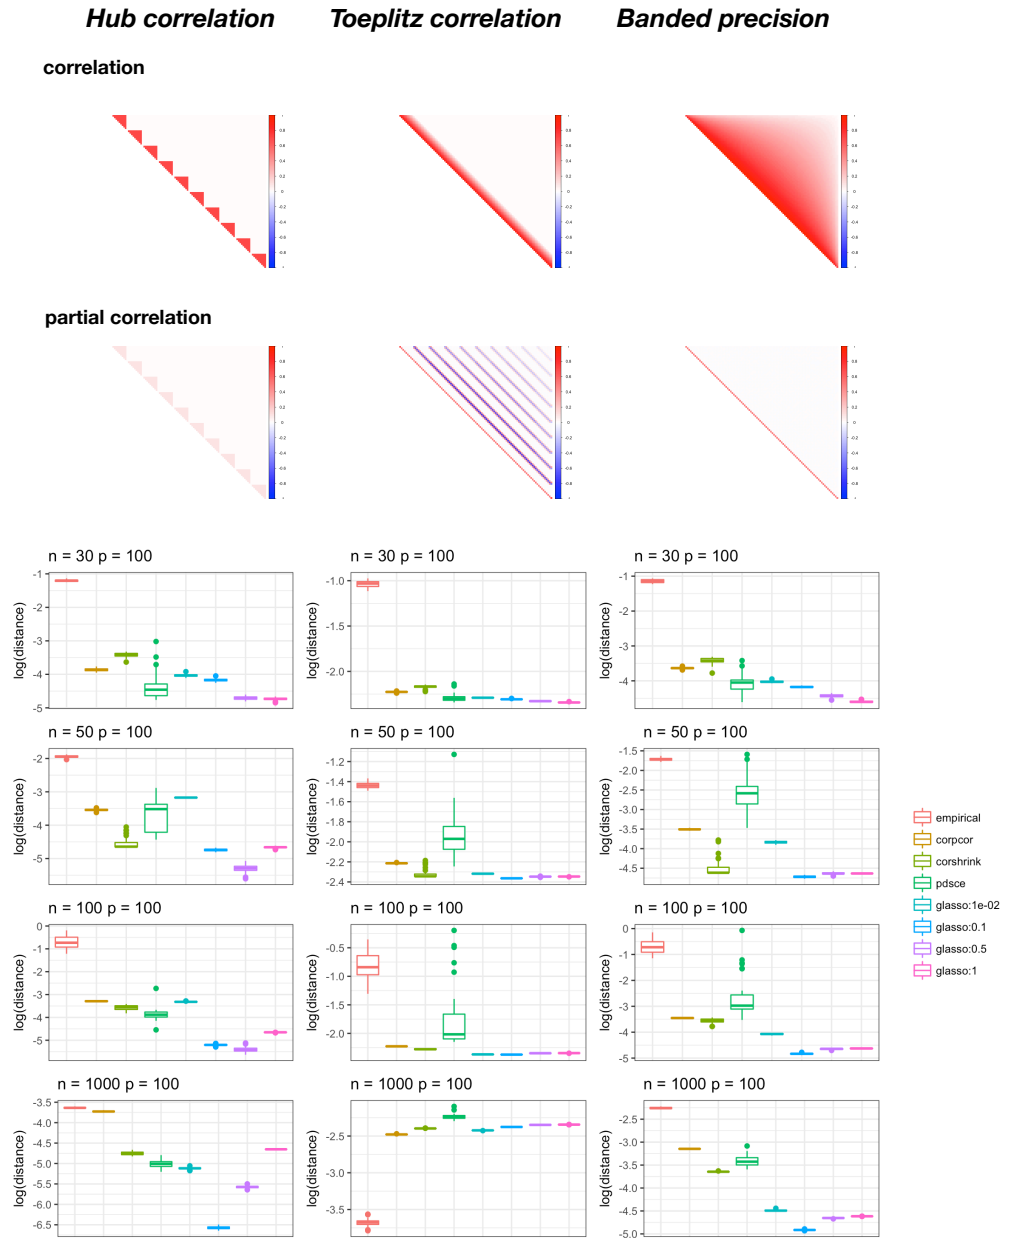 Hub correlation Toeplitz correlation Banded precision
correlation
partial correlation
n = 30 p = 100 n = 30 p = 100 n = 30 p = 100
log(distance) -1 -2 -3 -4 -5
log(distance) -1.0 -2.0
log(distance) -1 -2 -3 -4
n = 50 p = 100 n = 50 p = 100 n = 50 p = 100
log(distance) -2 -3 -4 -5
log(distance) -1.2 -1.4 -1.6 -1.8 -2.0 -2.2 -2.4
log(distance) -1.5 -2.0 -2.5 -3.0 -3.5 -4.0 -4.5
n = 100 p = 100 n = 100 p = 100 n = 100 p = 100
log(distance) 0 -1 -3 -4 -5
log(distance) -0.5 -1.0 -1.5 -2.0
log(distance) 0 -1 -2 -3 -4 -5
n = 1000 p = 100 n = 1000 p = 100 n = 1000 p = 100
log(distance) -3.5 -4.0 -4.5 -5.0 -5.5 -6.0 -6.5
log(distance) -2.5 -3.0 -3.5
log(distance) -2.5 -3.0 -3.5 -4.0 -4.5 -5.0
empirical
corpcor
corshrink
pdsce
glasso:1e-02
glasso:0.1
glasso:0.5
glasso:1